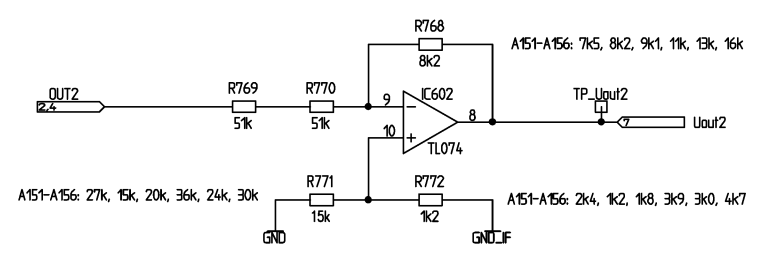 R768
A151-A156: 7k5, 8k2, 9k1, 11k, 13k, 16k
8k2
OUT2
2,4
R769
R770
9
IC602
TP_Uout2
8
7
Uout2
51k
51k
10
TL074
A151-A156: 27k, 15k, 20k, 36k, 24k, 30k
R771
R772
A151-A156: 2k4, 1k2, 1k8, 3k9, 3k0, 4k7
15k
1k2
GND
GND_IF